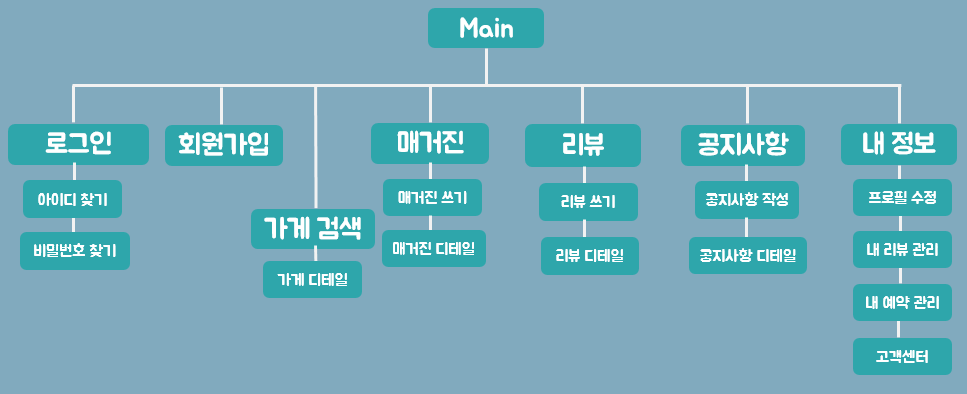 Main
로그인
아이디 찾기
비밀번호 찾기
회원가입
가게 검색
가게 디테일
매거진
매거진 쓰기
매거진 디테일
리뷰
리뷰 쓰기
리뷰 디테일
공지사항
공지사항 작성
공지사항 디테일
내 정보
프로필 수정
내 리뷰 관리
내 예약 관리
고객센터